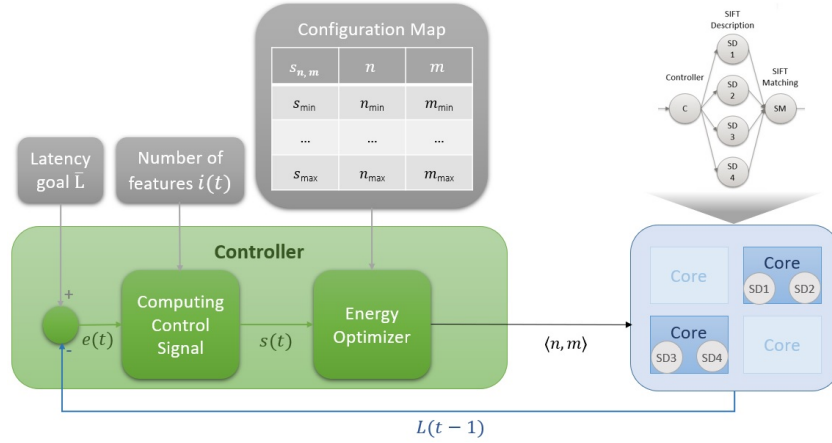 Configuration Map
s_{n, m} n m
s_min n_min m_min
... ... ...
s_max n_max m_max
SIFT
Description
SD
1
Controller
SD
2
SIFT
Matching
C
SM
SD
3
SD
4
Latency
goal L̄
Number of
features i(t)
Controller
+
-
e(t)
Computing
Control
Signal
s(t)
Energy
Optimizer
⟨n, m⟩
Core
Core
SD1 SD2
Core
SD3 SD4
Core
L(t − 1)